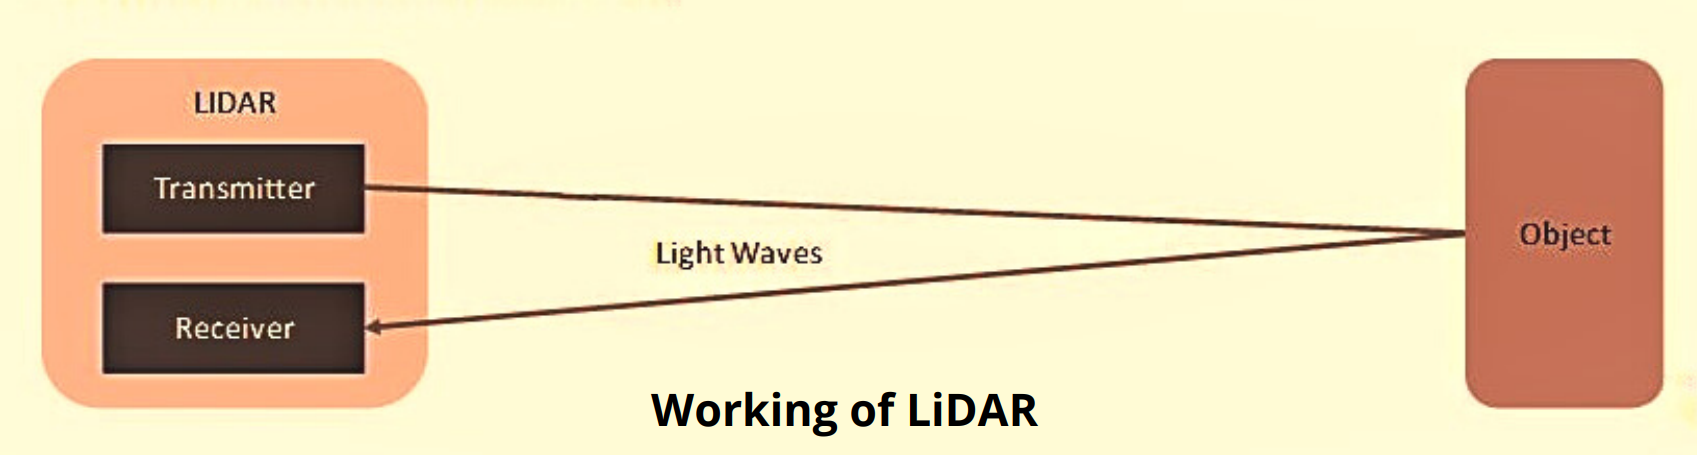 LIDAR
Transmitter
Light Waves
Object
Receiver
Working of LiDAR